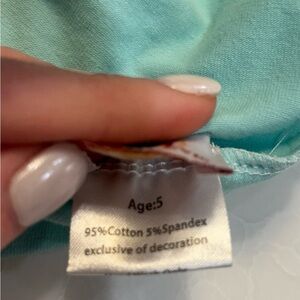 Age:5
95%Cotton 5%Spandex
exclusive of decoration